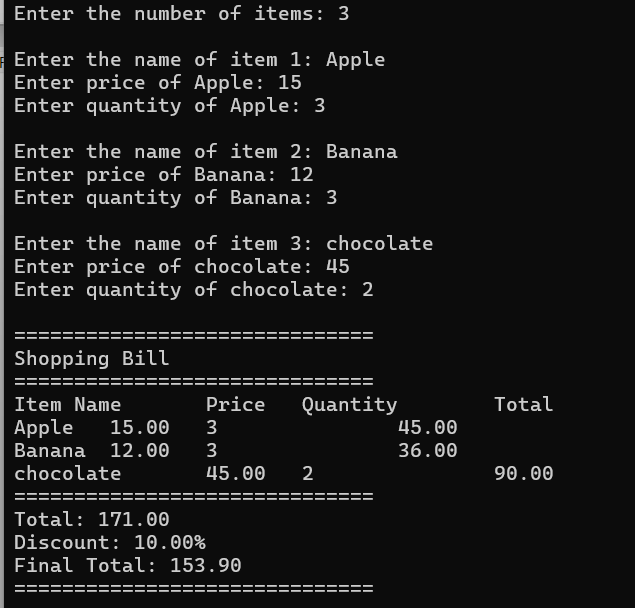 Enter the number of items: 3
Enter the name of item 1: Apple
Enter price of Apple: 15
Enter quantity of Apple: 3
Enter the name of item 2: Banana
Enter price of Banana: 12
Enter quantity of Banana: 3
Enter the name of item 3: chocolate
Enter price of chocolate: 45
Enter quantity of chocolate: 2
==============================
Shopping Bill
==============================
Item Name       Price   Quantity        Total
Apple   15.00   3               45.00
Banana  12.00   3               36.00
chocolate       45.00   2               90.00
==============================
Total: 171.00
Discount: 10.00%
Final Total: 153.90
==============================